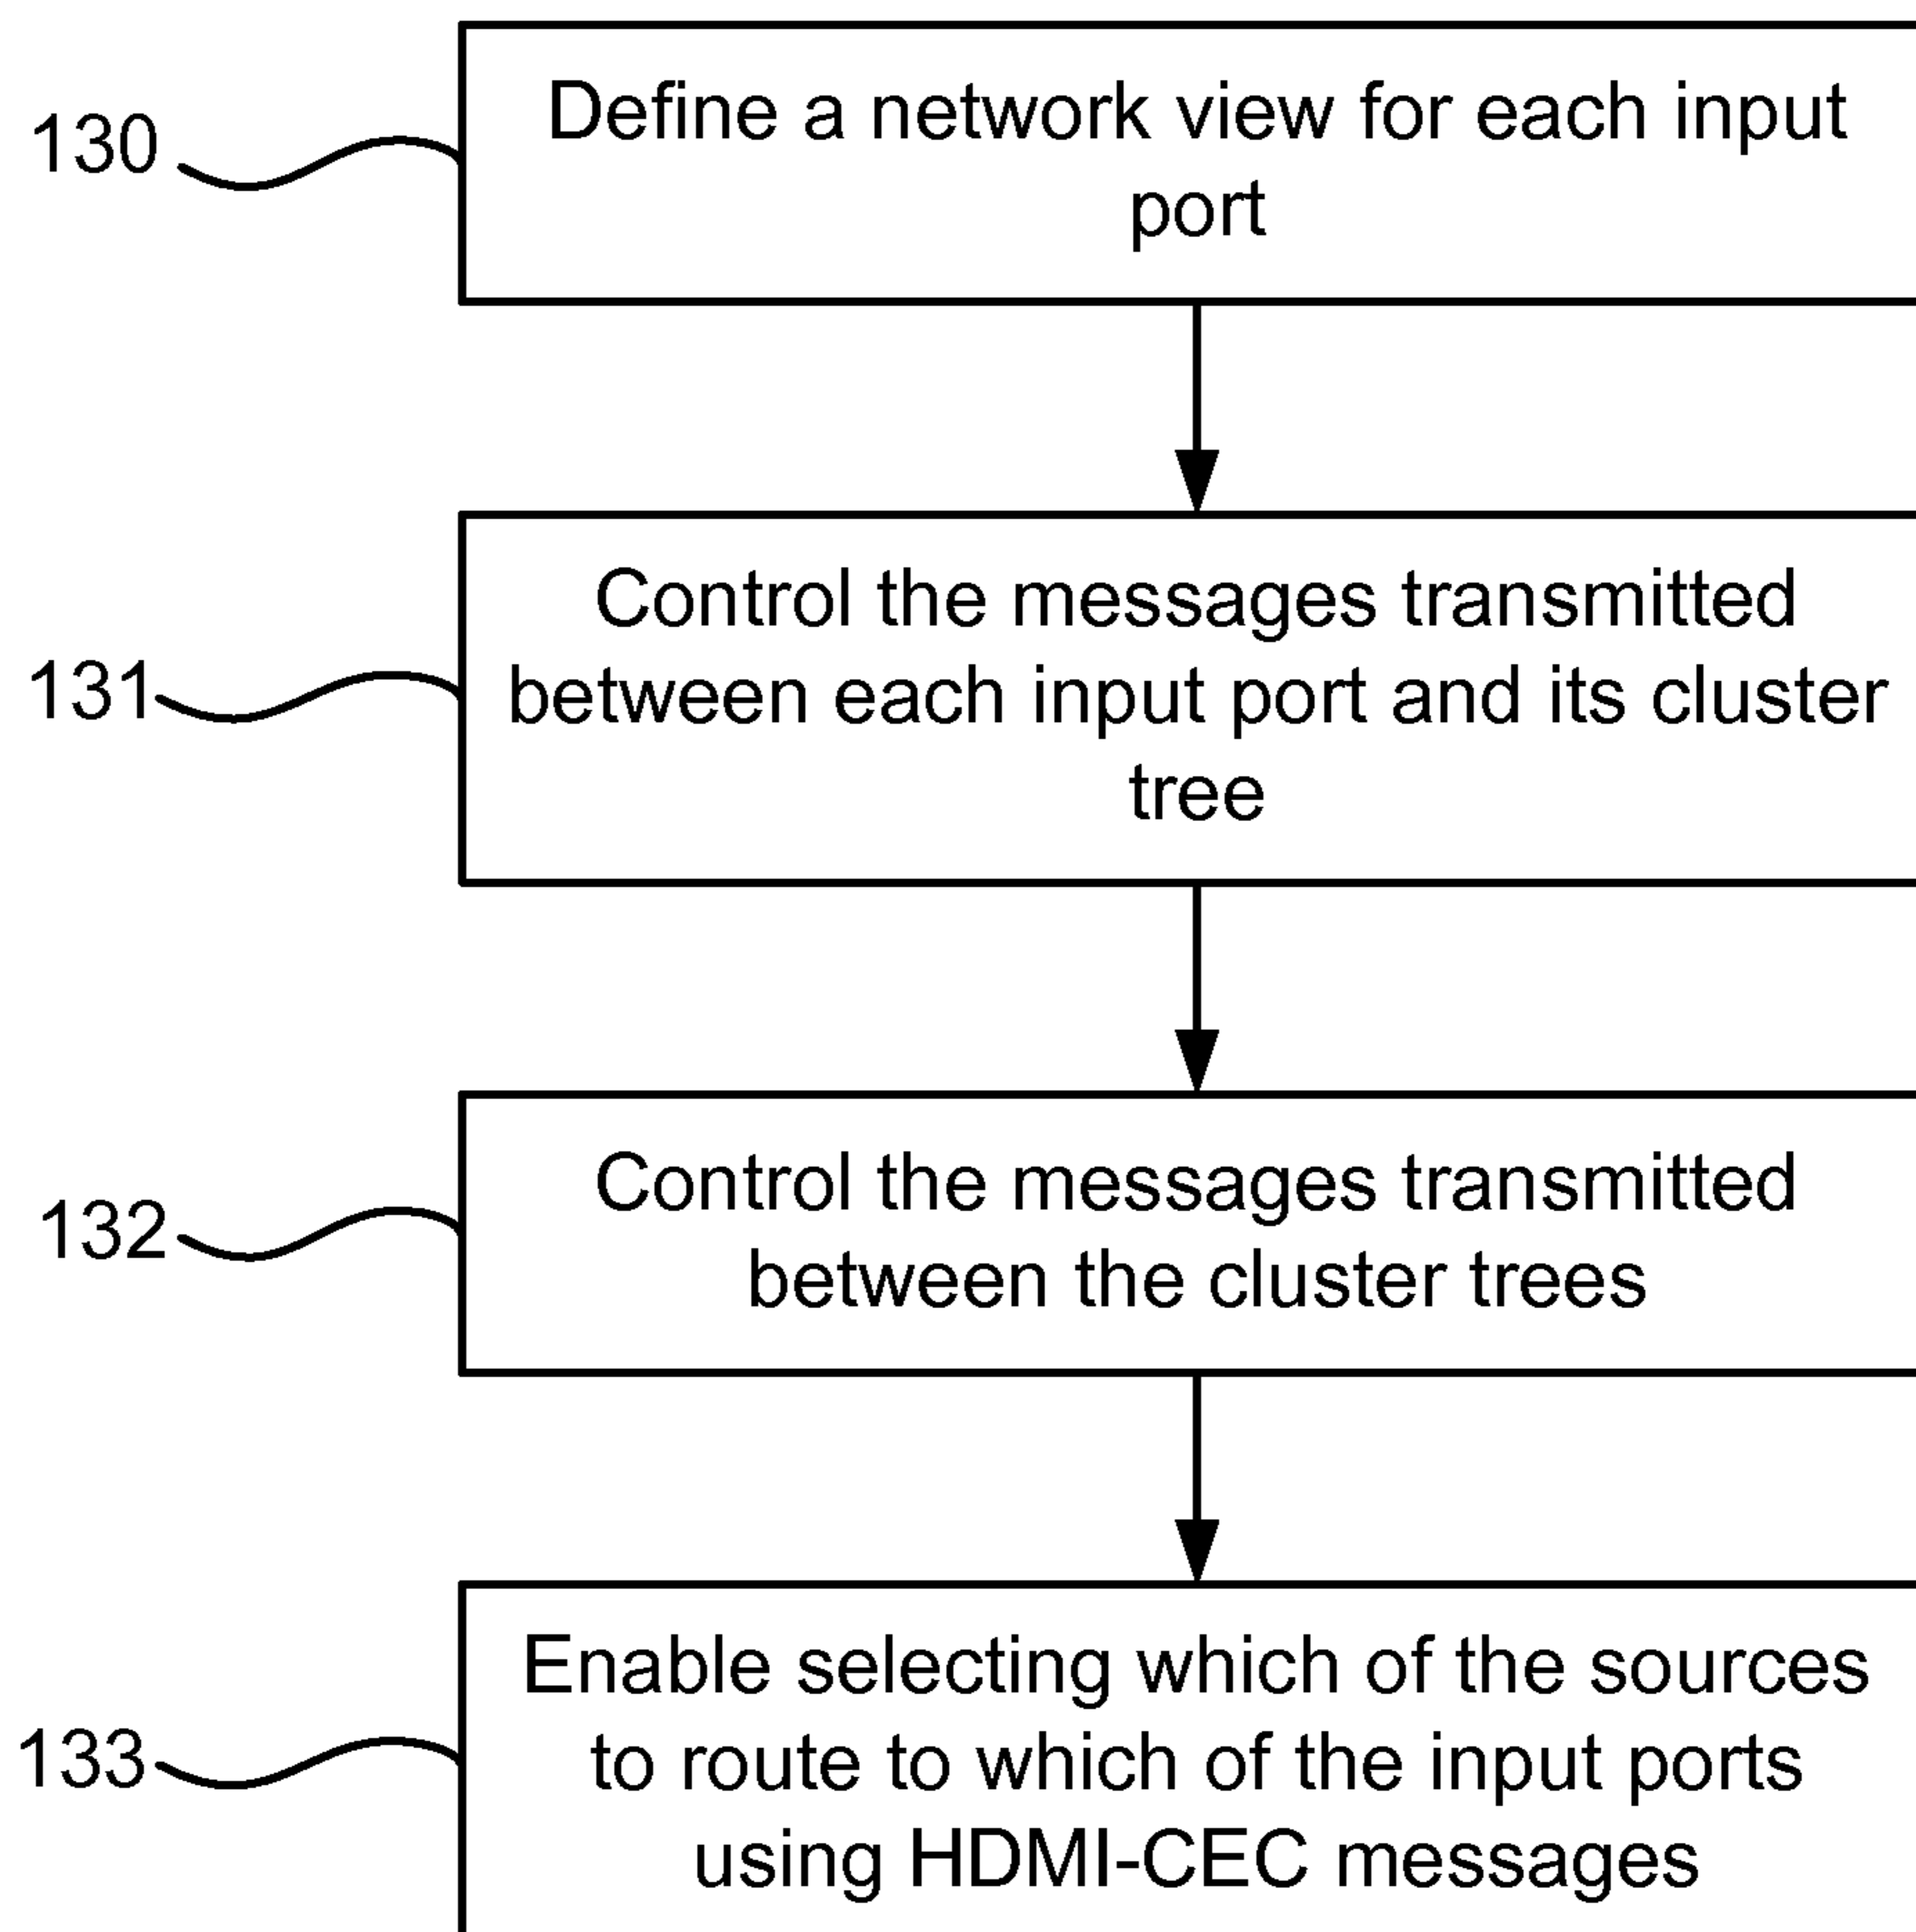 130
Define a network view for each input
port
131
Control the messages transmitted
between each input port and its cluster
tree
132
Control the messages transmitted
between the cluster trees
133
Enable selecting which of the sources
to route to which of the input ports
using HDMI-CEC messages